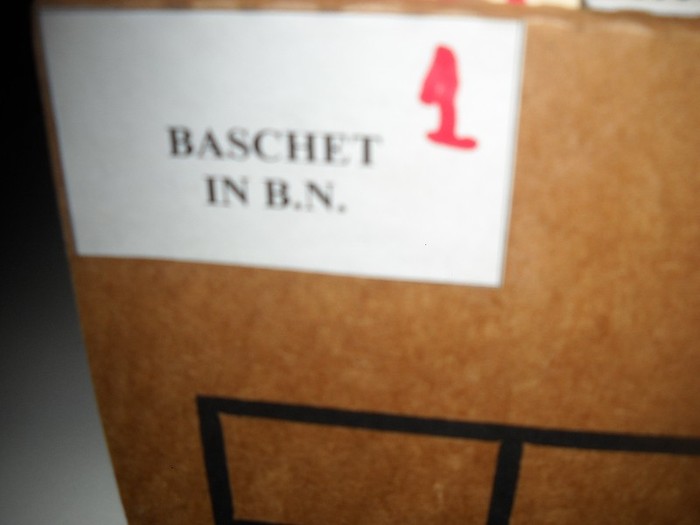 1
BASCHET
IN B.N.